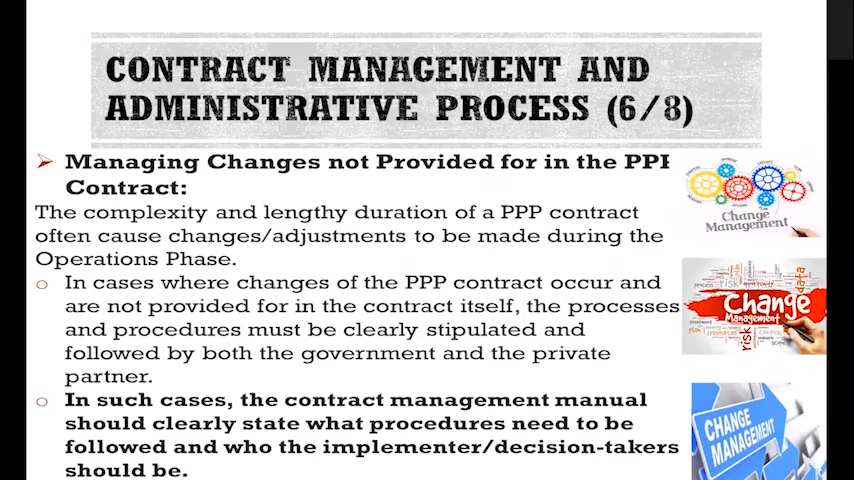 CONTRACT MANAGEMENT AND
ADMINISTRATIVE PROCESS (6/8)
Managing Changes not Provided for in the PPP
Contract:
The complexity and lengthy duration of a PPP contract
often cause changes/adjustments to be made during the
Operations Phase.
In cases where changes of the PPP contract occur and
are not provided for in the contract itself, the processes
and procedures must be clearly stipulated and
followed by both the government and the private
partner.
In such cases, the contract management manual
should clearly state what procedures need to be
followed and who the implementer/decision-takers
should be.
Change
Management
Change
Management
risk
data
risk
CHANGE
MANAGEMENT